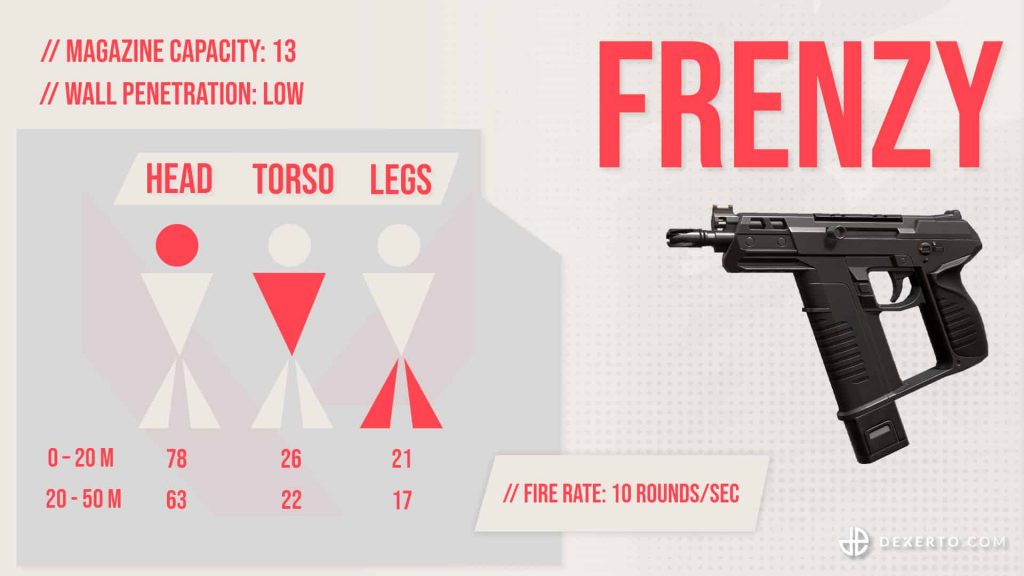 // MAGAZINE CAPACITY: 13
// WALL PENETRATION: LOW
FRENZY
HEAD TORSO LEGS
0 – 20 M 78 26 21
20 - 50 M 63 22 17
// FIRE RATE: 10 ROUNDS/SEC
DEXERTO.COM